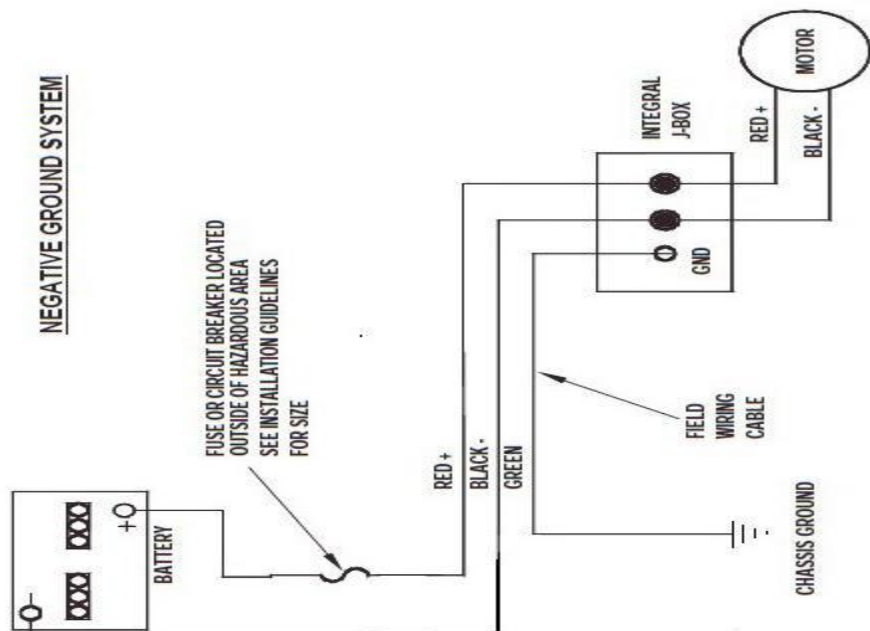 NEGATIVE GROUND SYSTEM
FUSE OR CIRCUIT BREAKER LOCATED
OUTSIDE OF HAZARDOUS AREA
SEE INSTALLATION GUIDELINES
FOR SIZE
-
+
BATTERY
RED +
BLACK -
GREEN
INTEGRAL
J-BOX
GND
RED +
BLACK -
MOTOR
FIELD
WIRING
CABLE
CHASSIS GROUND